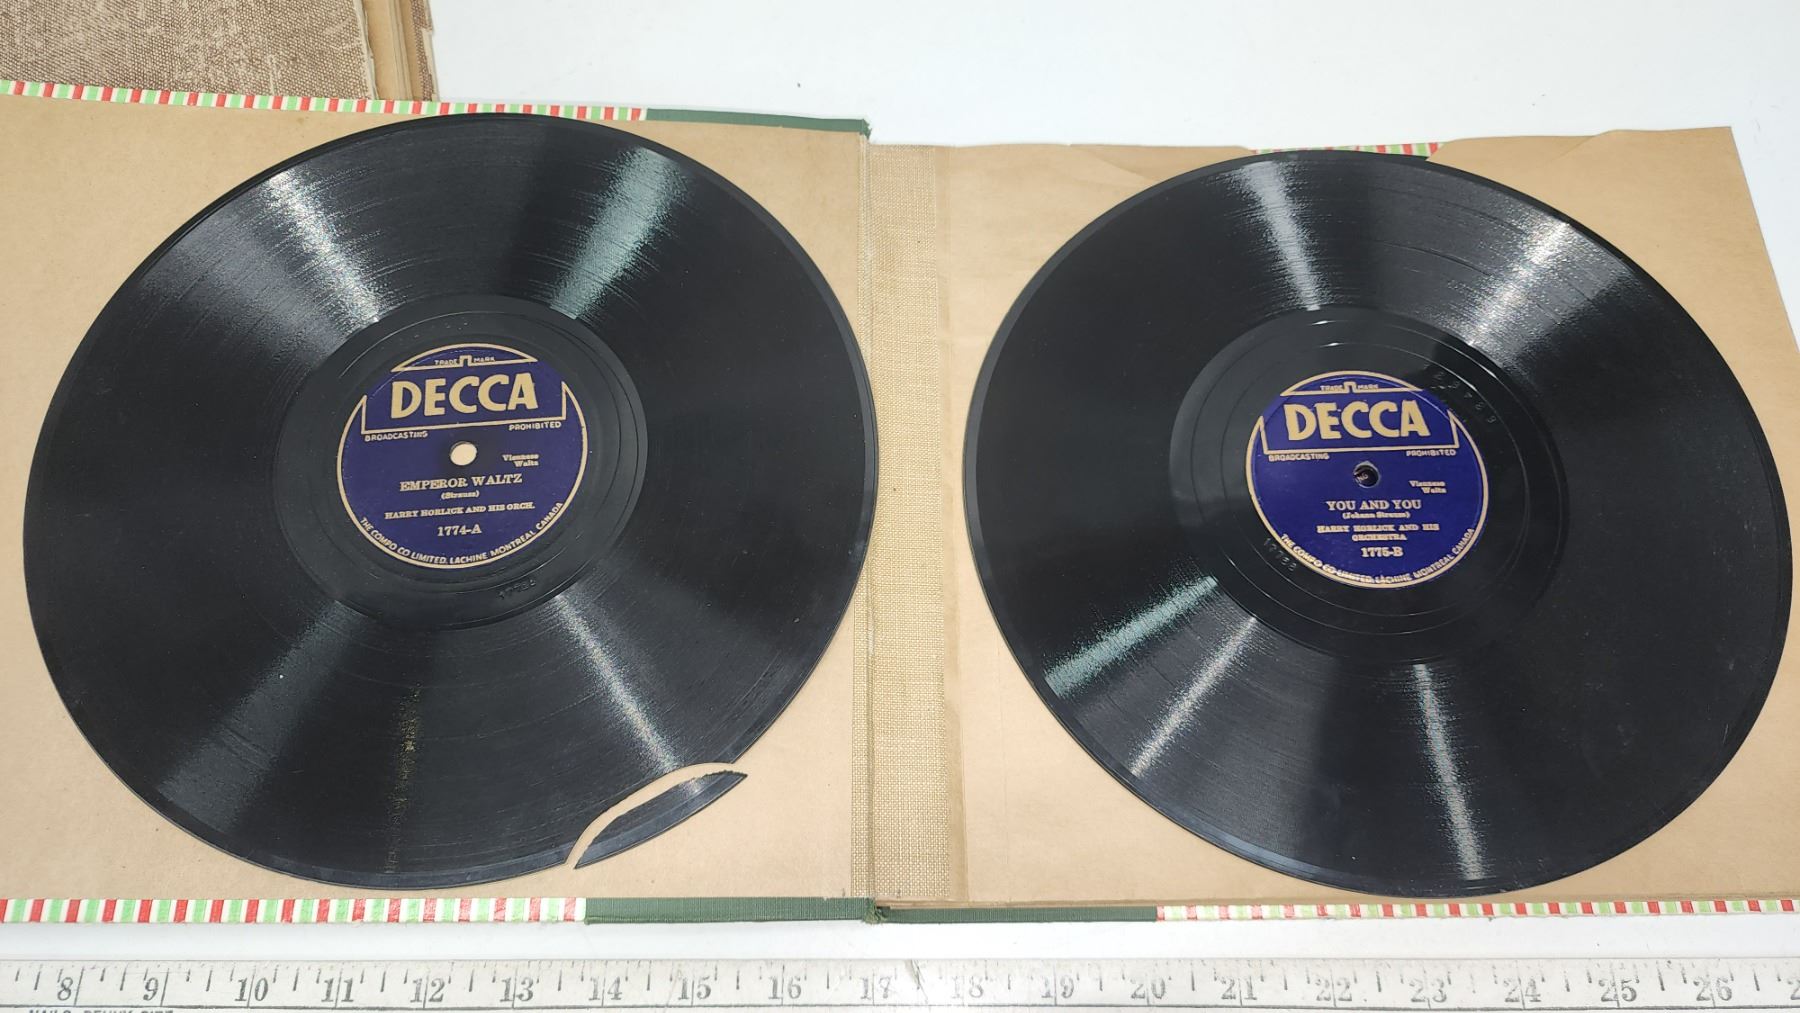 TRADE MARK
DECCA
BROADCASTING PROHIBITED
Viennese
Waltz
EMPEROR WALTZ
(Strauss)
HARRY HORLICK AND HIS ORCH.
1774-A
THE COMPO CO LIMITED. LACHINE MONTREAL CANADA
TRADE MARK
DECCA
BROADCASTING PROHIBITED
Viennese
Waltz
YOU AND YOU
(Johann Strauss)
HARRY HORLICK AND HIS
ORCHESTRA
1775-B
THE COMPO CO LIMITED. LACHINE MONTREAL CANADA
8 9 10 11 12 13 14 15 16 17 18 19 20 21 22 23 24 25 26